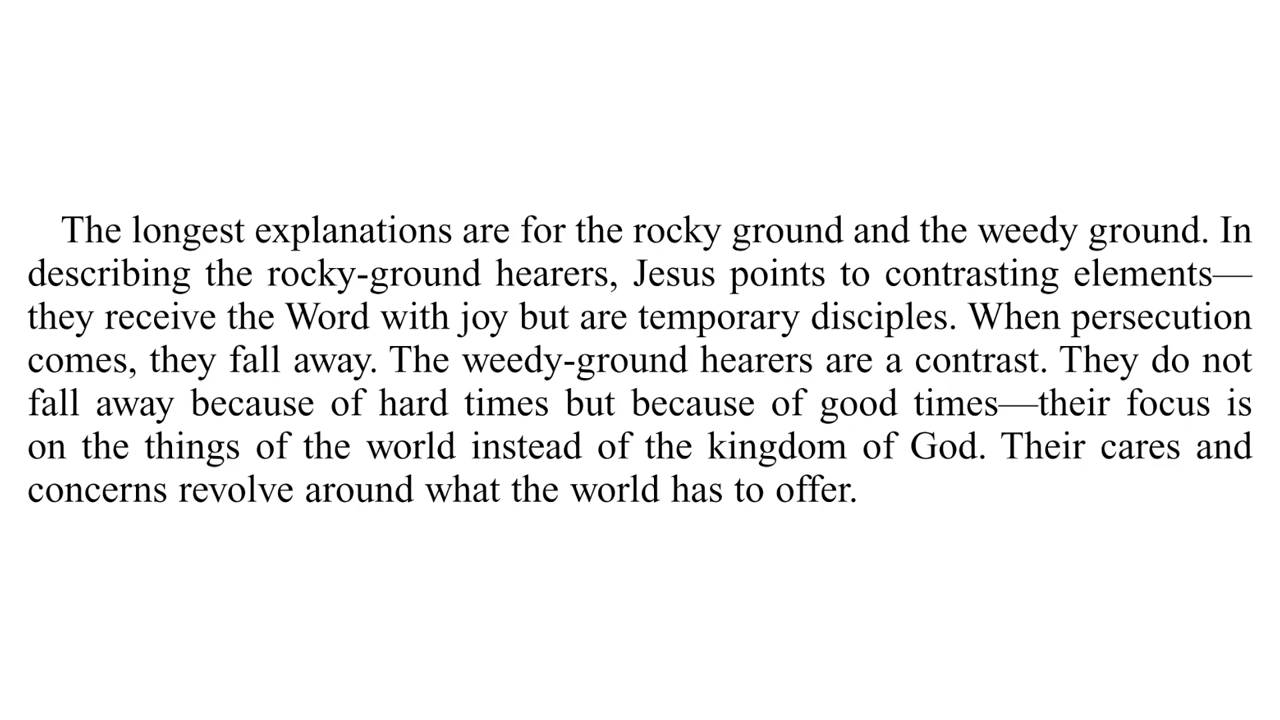 The longest explanations are for the rocky ground and the weedy ground. In
describing the rocky-ground hearers, Jesus points to contrasting elements—
they receive the Word with joy but are temporary disciples. When persecution
comes, they fall away. The weedy-ground hearers are a contrast. They do not
fall away because of hard times but because of good times—their focus is
on the things of the world instead of the kingdom of God. Their cares and
concerns revolve around what the world has to offer.